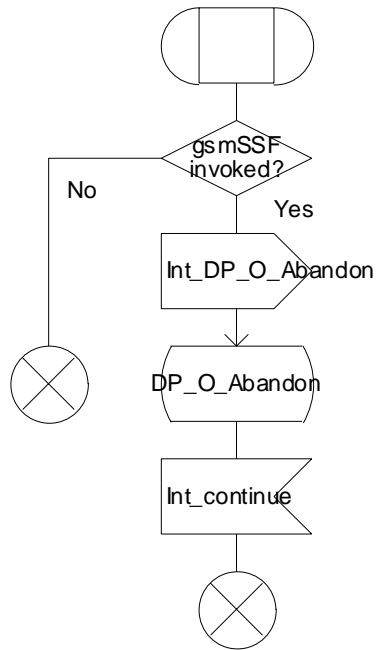 gsmSSF
invoked?
No
Yes
Int_DP_O_Abandon
DP_O_Abandon
Int_continue